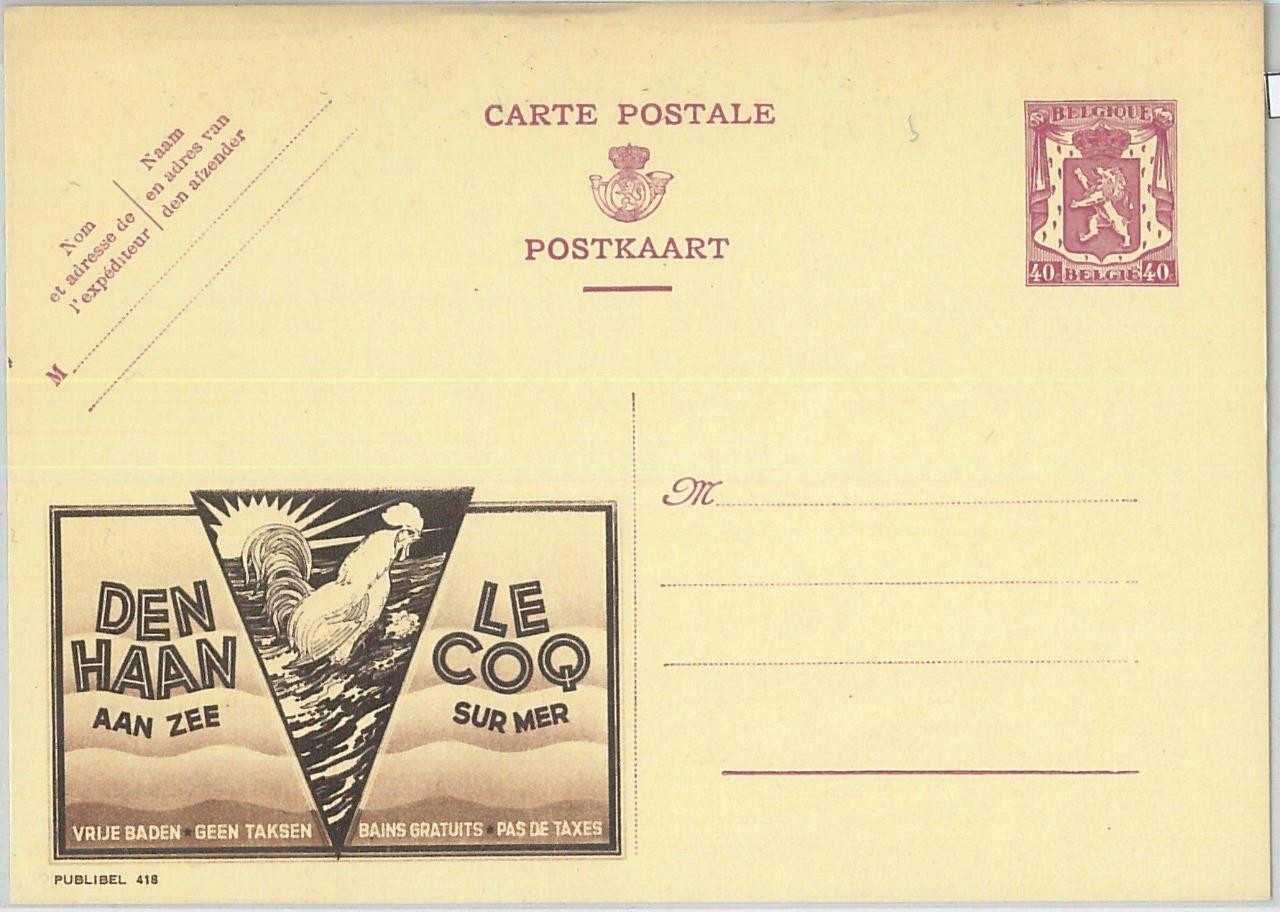 CARTE POSTALE
POSTKAART
BELGIQUE
40 BELGIË 40
Nom
et adresse de
l'expéditeur
Naam
en adres van
den afzender
M
M
DEN
HAAN
AAN ZEE
LE
COQ
SUR MER
VRIJE BADEN ★ GEEN TAKSEN
BAINS GRATUITS ★ PAS DE TAXES
PUBLIBEL 418